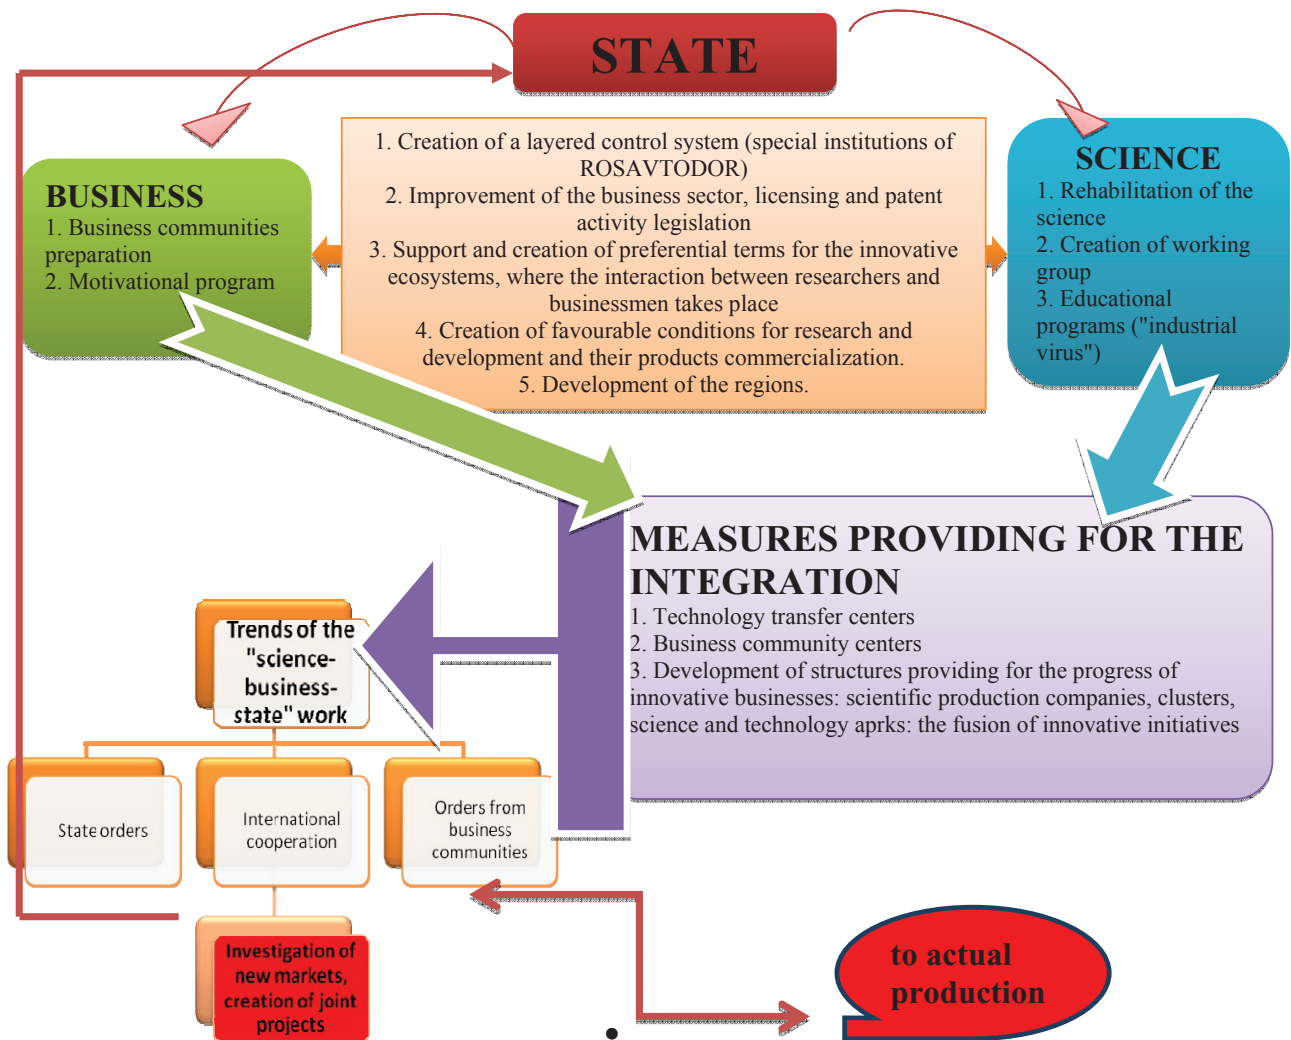 STATE
1. Creation of a layered control system (special institutions of
ROSAVTODOR)
2. Improvement of the business sector, licensing and patent
activity legislation
3. Support and creation of preferential terms for the innovative
ecosystems, where the interaction between researchers and
businessmen takes place
4. Creation of favourable conditions for research and
development and their products commercialization.
5. Development of the regions.
BUSINESS
1. Business communities
preparation
2. Motivational program
SCIENCE
1. Rehabilitation of the
science
2. Creation of working
group
3. Educational
programs ("industrial
virus")
MEASURES PROVIDING FOR THE
INTEGRATION
1. Technology transfer centers
2. Business community centers
3. Development of structures providing for the progress of
innovative businesses: scientific production companies, clusters,
science and technology aprks: the fusion of innovative initiatives
Trends of the
"science-
business-
state" work
State orders
International
cooperation
Orders from
business
communities
Investigation of
new markets,
creation of joint
projects
to actual
production